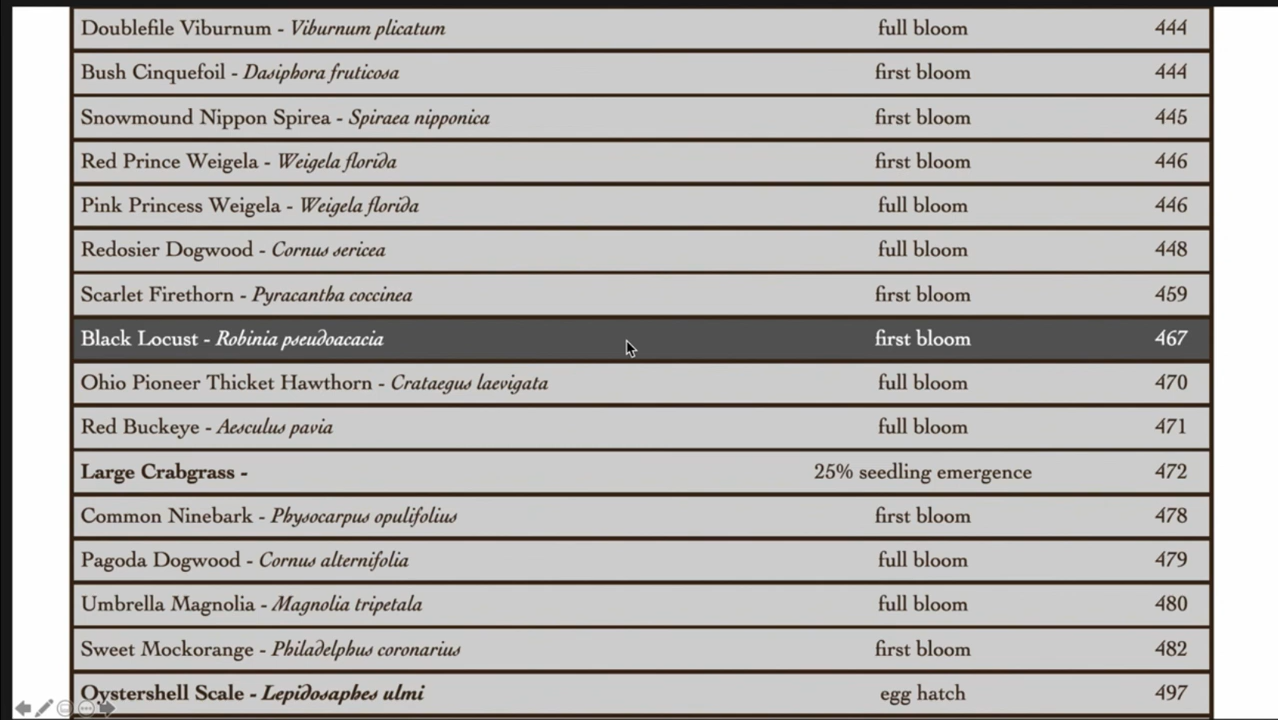 Doublefile Viburnum - Viburnum plicatum full bloom 444
Bush Cinquefoil - Dasiphora fruticosa first bloom 444
Snowmound Nippon Spirea - Spiraea nipponica first bloom 445
Red Prince Weigela - Weigela florida first bloom 446
Pink Princess Weigela - Weigela florida full bloom 446
Redosier Dogwood - Cornus sericea full bloom 448
Scarlet Firethorn - Pyracantha coccinea first bloom 459
Black Locust - Robinia pseudoacacia first bloom 467
Ohio Pioneer Thicket Hawthorn - Crataegus laevigata full bloom 470
Red Buckeye - Aesculus pavia full bloom 471
Large Crabgrass - 25% seedling emergence 472
Common Ninebark - Physocarpus opulifolius first bloom 478
Pagoda Dogwood - Cornus alternifolia full bloom 479
Umbrella Magnolia - Magnolia tripetala full bloom 480
Sweet Mockorange - Philadelphus coronarius first bloom 482
Oystershell Scale - Lepidosaphes ulmi egg hatch 497